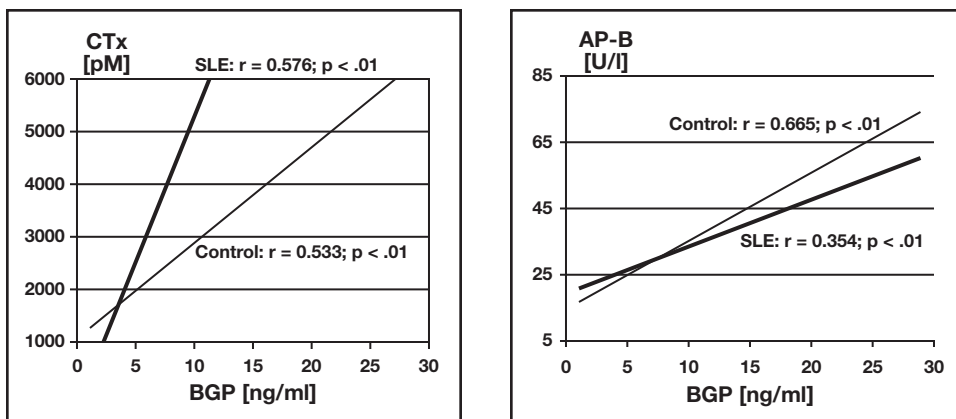 CTx
[pM]
SLE: r = 0.576; p < .01
6000
5000
4000
3000
2000
1000
Control: r = 0.533; p < .01
0 5 10 15 20 25 30
BGP [ng/ml]
AP-B
[U/l]
85
65
45
25
5
Control: r = 0.665; p < .01
SLE: r = 0.354; p < .01
0 5 10 15 20 25 30
BGP [ng/ml]